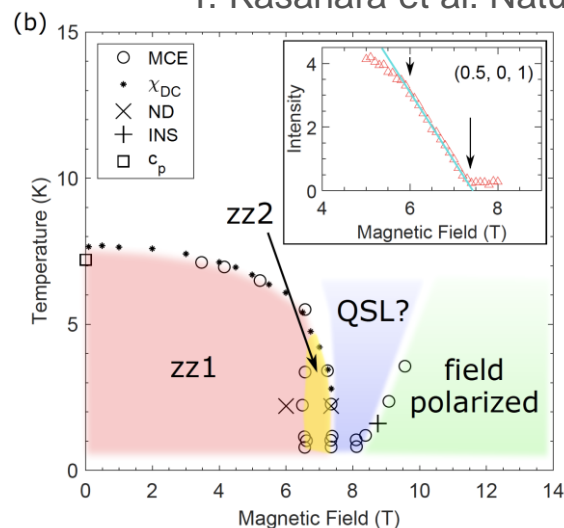 T. Kasahara et al. Natu
(b)
15
10
5
0
Temperature (K)
0
2
4
6
8
10
12
14
Magnetic Field (T)
MCE
χDC
ND
INS
cp
zz1
zz2
QSL?
field
polarized
4
2
0
Intensity
4
6
8
Magnetic Field (T)
(0.5, 0, 1)